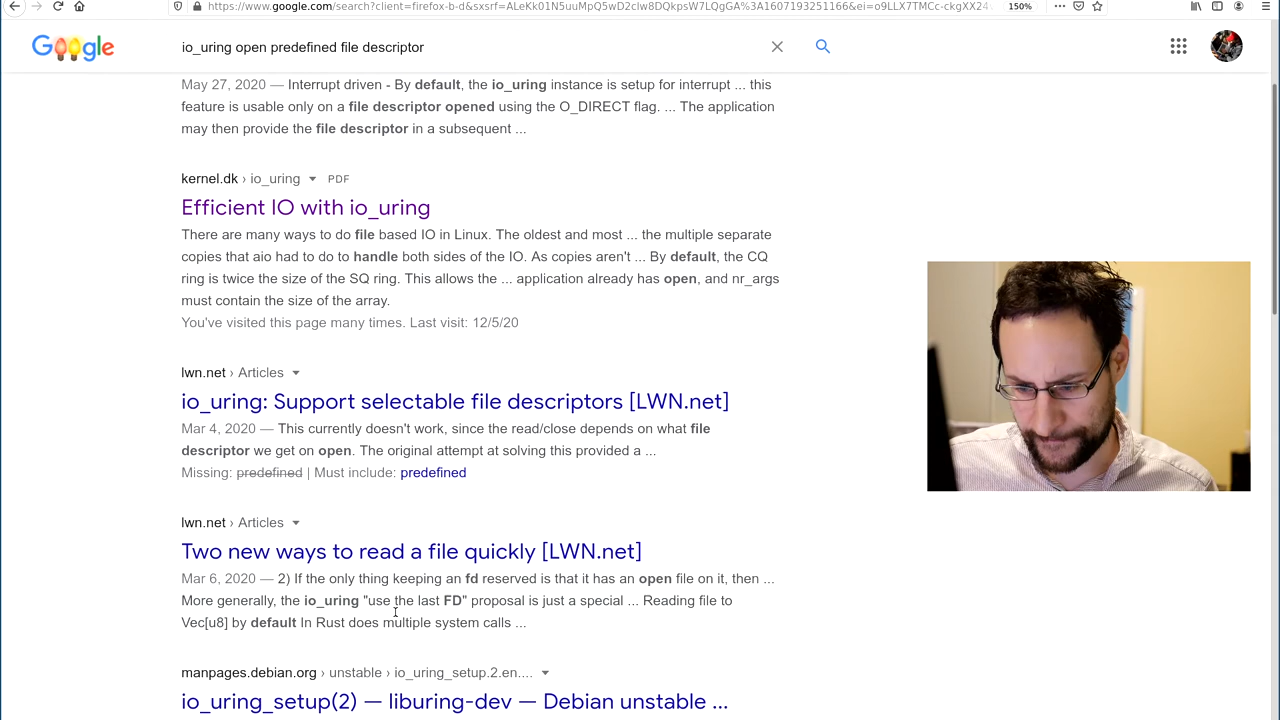 https://www.google.com/search?client=firefox-b-d&sxsrf=ALeKk01N5uuMpQ5wD2clw8DQkpsW7LQgGA%3A1607193251166&ei=o9LLX7TMCc-ckgXX24
150%
Google
io_uring open predefined file descriptor
May 27, 2020 — Interrupt driven - By default, the io_uring instance is setup for interrupt ... this
feature is usable only on a file descriptor opened using the O_DIRECT flag. ... The application
may then provide the file descriptor in a subsequent ...
kernel.dk › io_uring PDF
Efficient IO with io_uring
There are many ways to do file based IO in Linux. The oldest and most ... the multiple separate
copies that aio had to do to handle both sides of the IO. As copies aren't ... By default, the CQ
ring is twice the size of the SQ ring. This allows the ... application already has open, and nr_args
must contain the size of the array.
You've visited this page many times. Last visit: 12/5/20
lwn.net › Articles
io_uring: Support selectable file descriptors [LWN.net]
Mar 4, 2020 — This currently doesn't work, since the read/close depends on what file
descriptor we get on open. The original attempt at solving this provided a ...
Missing: predefined | Must include: predefined
lwn.net › Articles
Two new ways to read a file quickly [LWN.net]
Mar 6, 2020 — 2) If the only thing keeping an fd reserved is that it has an open file on it, then ...
More generally, the io_uring "use the last FD" proposal is just a special ... Reading file to
Vec[u8] by default In Rust does multiple system calls ...
manpages.debian.org › unstable › io_uring_setup.2.en....
io_uring_setup(2) — liburing-dev — Debian unstable ...